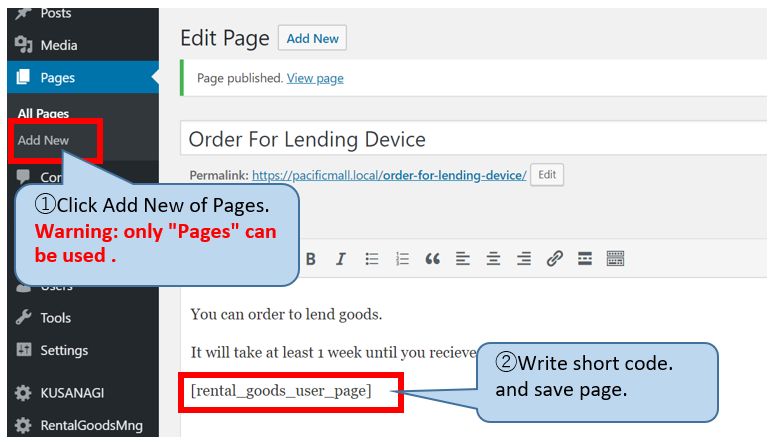 Posts
Media
Pages
All Pages
Add New
Users
Tools
Settings
KUSANAGI
RentalGoodsMng
Edit Page Add New
Page published. View page
Order For Lending Device
Permalink: https://pacificmall.local/order-for-lending-device/ Edit
①Click Add New of Pages.
Warning: only "Pages" can
be used .
B I
You can order to lend goods.
It will take at least 1 week until you recieve
[rental_goods_user_page]
②Write short code.
and save page.